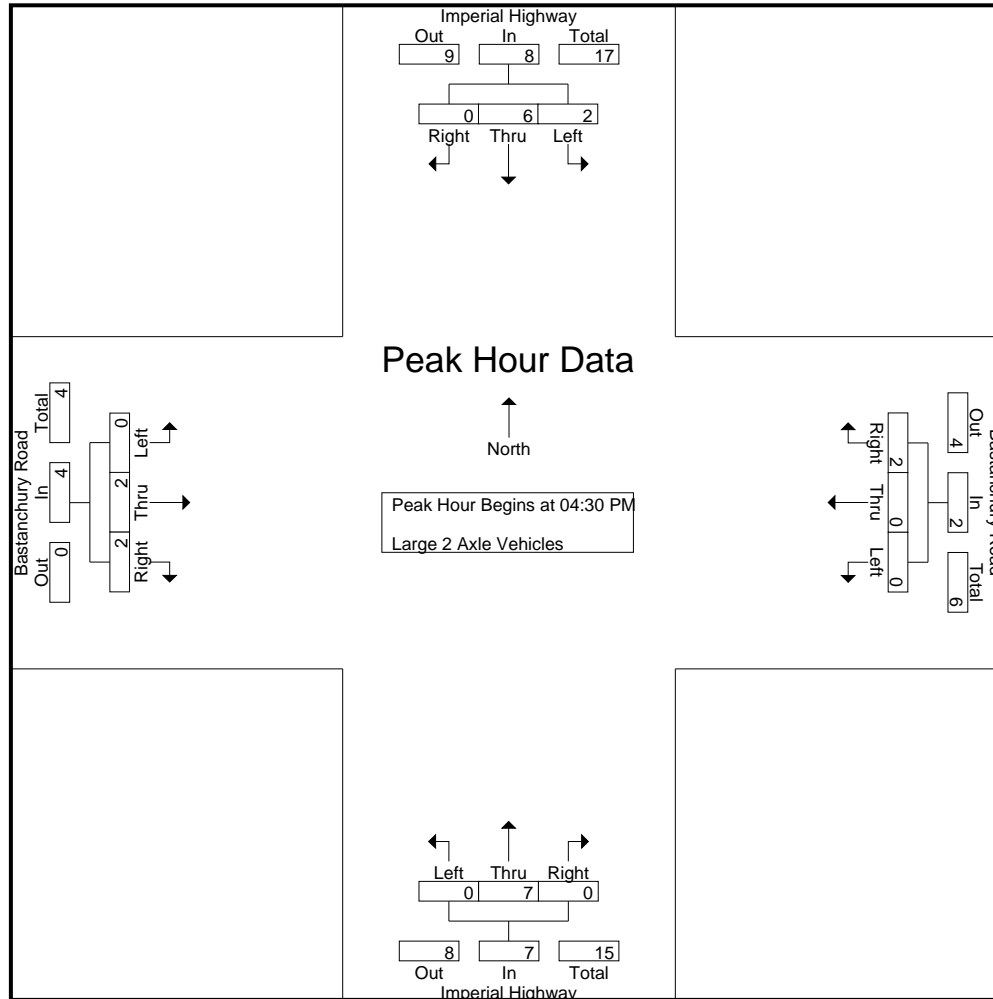 Imperial Highway
Out In Total
9 8 17
0 6 2
Right Thru Left
Peak Hour Data
North
Peak Hour Begins at 04:30 PM
Large 2 Axle Vehicles
Bastanchury Road
Total In Out
4 4 0
0 2 2
Left Thru Right
Bastanchury Road
Out In Total
4 2 6
2 0 0
Right Thru Left
Left Thru Right
0 7 0
8 7 15
Out In Total
Imperial Highway